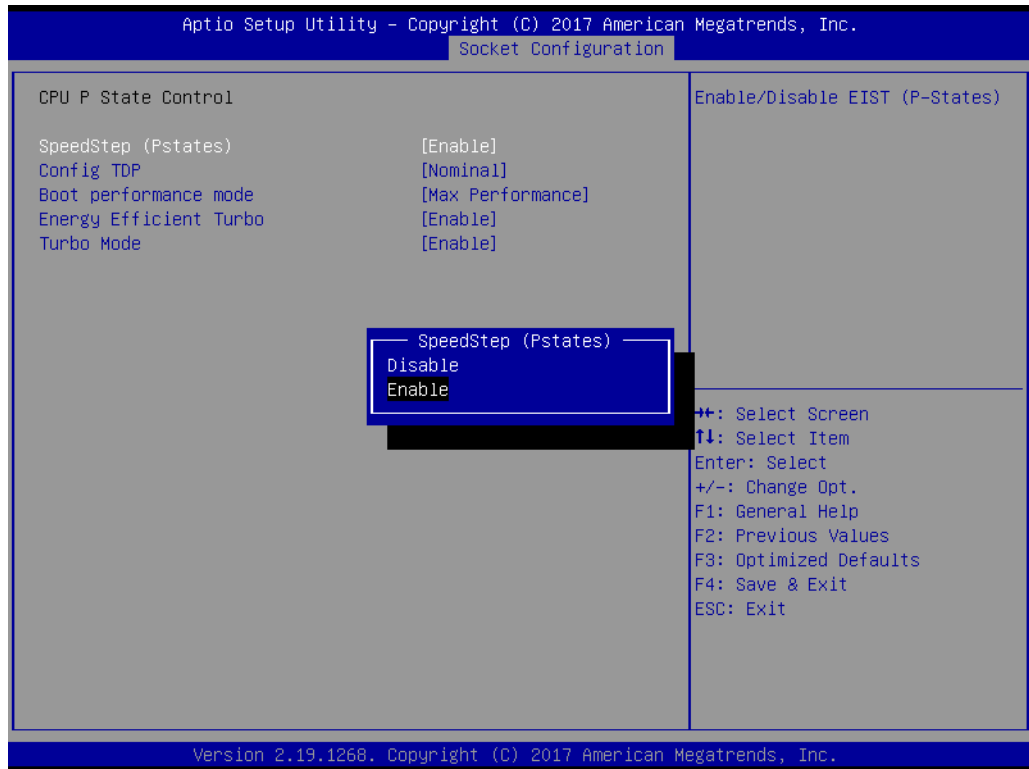 Aptio Setup Utility – Copyright (C) 2017 American Megatrends, Inc.
Socket Configuration
CPU P State Control
SpeedStep (Pstates) [Enable]
Config TDP [Nominal]
Boot performance mode [Max Performance]
Energy Efficient Turbo [Enable]
Turbo Mode [Enable]
SpeedStep (Pstates)
Disable
Enable
Enable/Disable EIST (P-States)
→←: Select Screen
↑↓: Select Item
Enter: Select
+/-: Change Opt.
F1: General Help
F2: Previous Values
F3: Optimized Defaults
F4: Save & Exit
ESC: Exit
Version 2.19.1268. Copyright (C) 2017 American Megatrends, Inc.